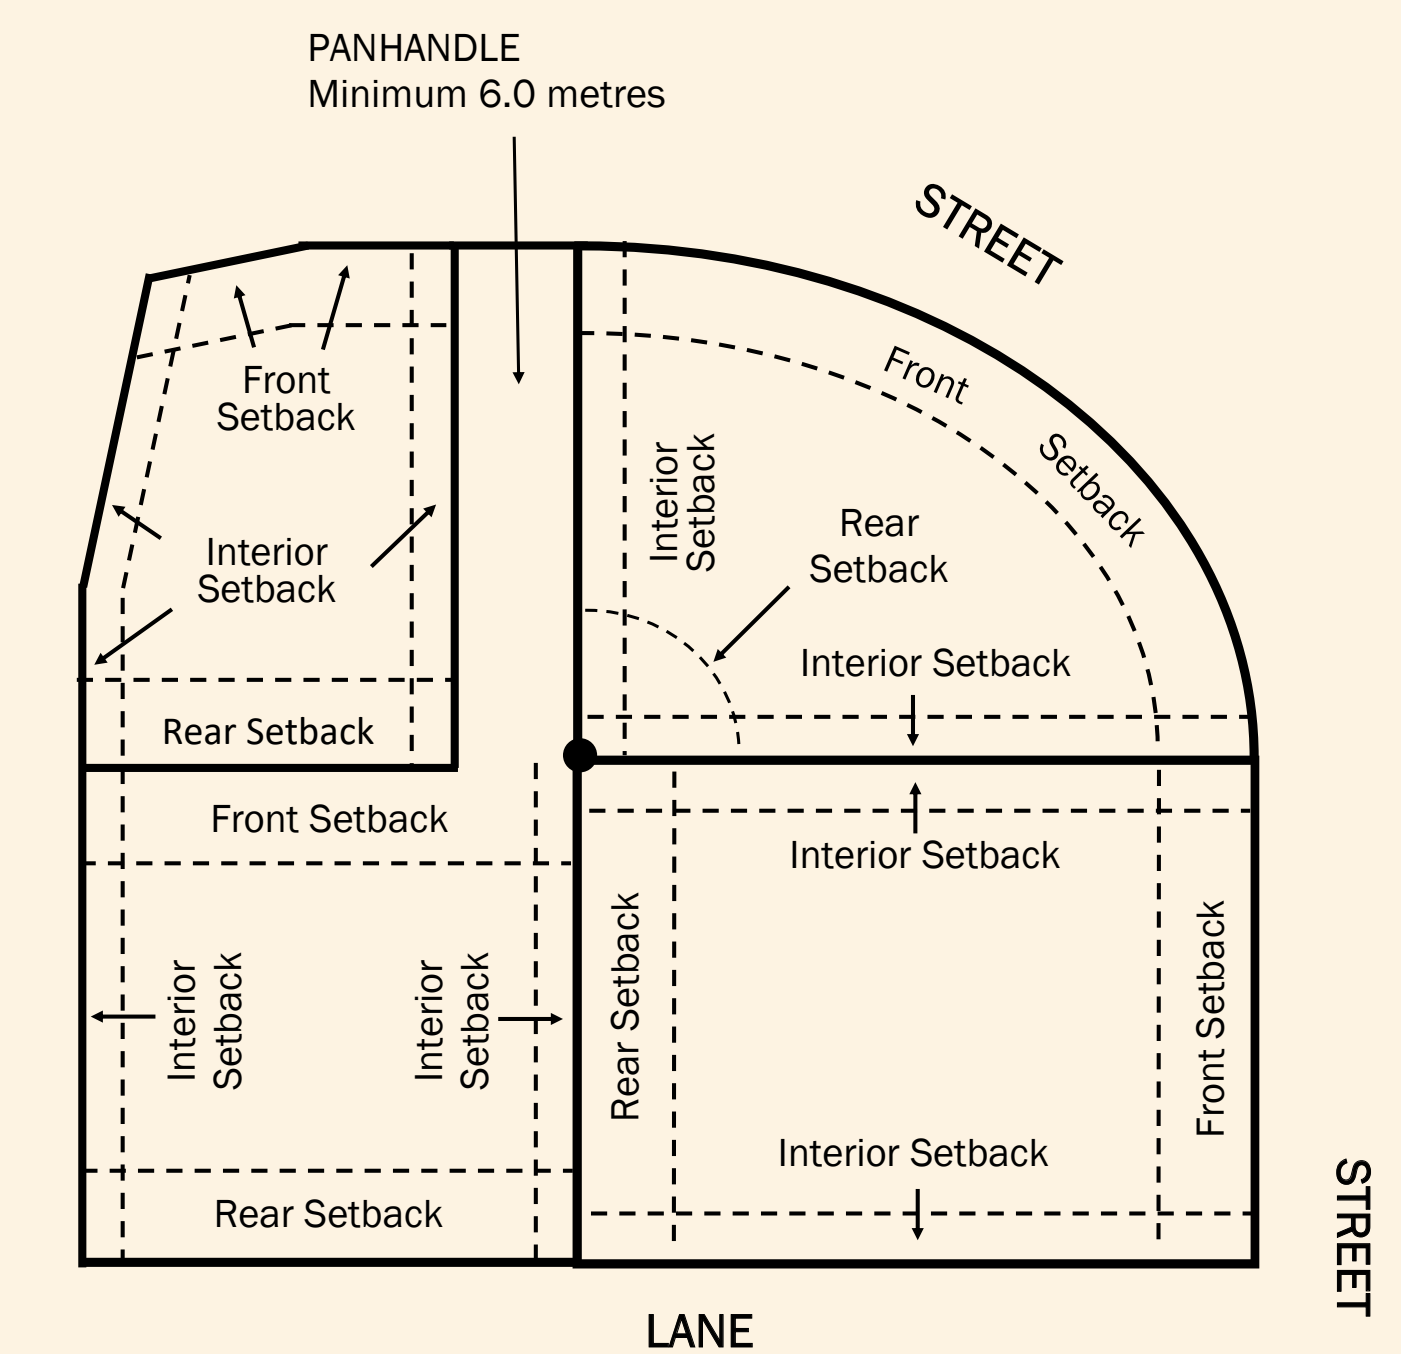 PANHANDLE
Minimum 6.0 metres
STREET
Front
Setback
Front
Setback
Interior
Setback
Rear
Setback
Interior
Setback
Interior Setback
Rear Setback
Front Setback
Interior Setback
Interior
Setback
Interior
Setback
Rear Setback
Front Setback
Interior Setback
Rear Setback
STREET
LANE